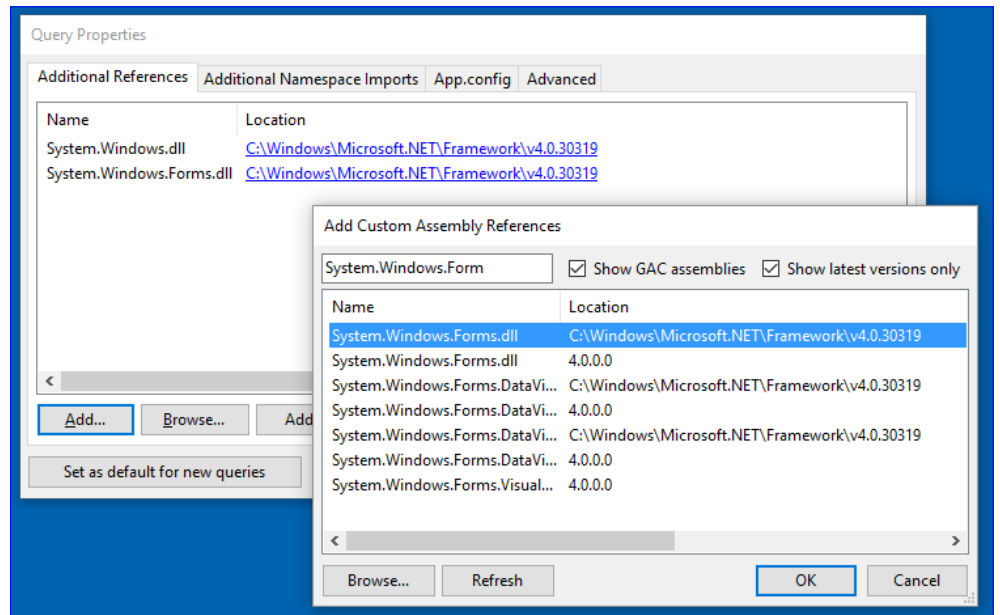 Query Properties
Additional References Additional Namespace Imports App.config Advanced
Name Location
System.Windows.dll C:\Windows\Microsoft.NET\Framework\v4.0.30319
System.Windows.Forms.dll C:\Windows\Microsoft.NET\Framework\v4.0.30319
Add... Browse... Add
Set as default for new queries
Add Custom Assembly References
System.Windows.Form Show GAC assemblies Show latest versions only
Name Location
System.Windows.Forms.dll C:\Windows\Microsoft.NET\Framework\v4.0.30319
System.Windows.Forms.dll 4.0.0.0
System.Windows.Forms.DataVi... C:\Windows\Microsoft.NET\Framework\v4.0.30319
System.Windows.Forms.DataVi... 4.0.0.0
System.Windows.Forms.DataVi... C:\Windows\Microsoft.NET\Framework\v4.0.30319
System.Windows.Forms.DataVi... 4.0.0.0
System.Windows.Forms.Visual... 4.0.0.0
Browse... Refresh OK Cancel